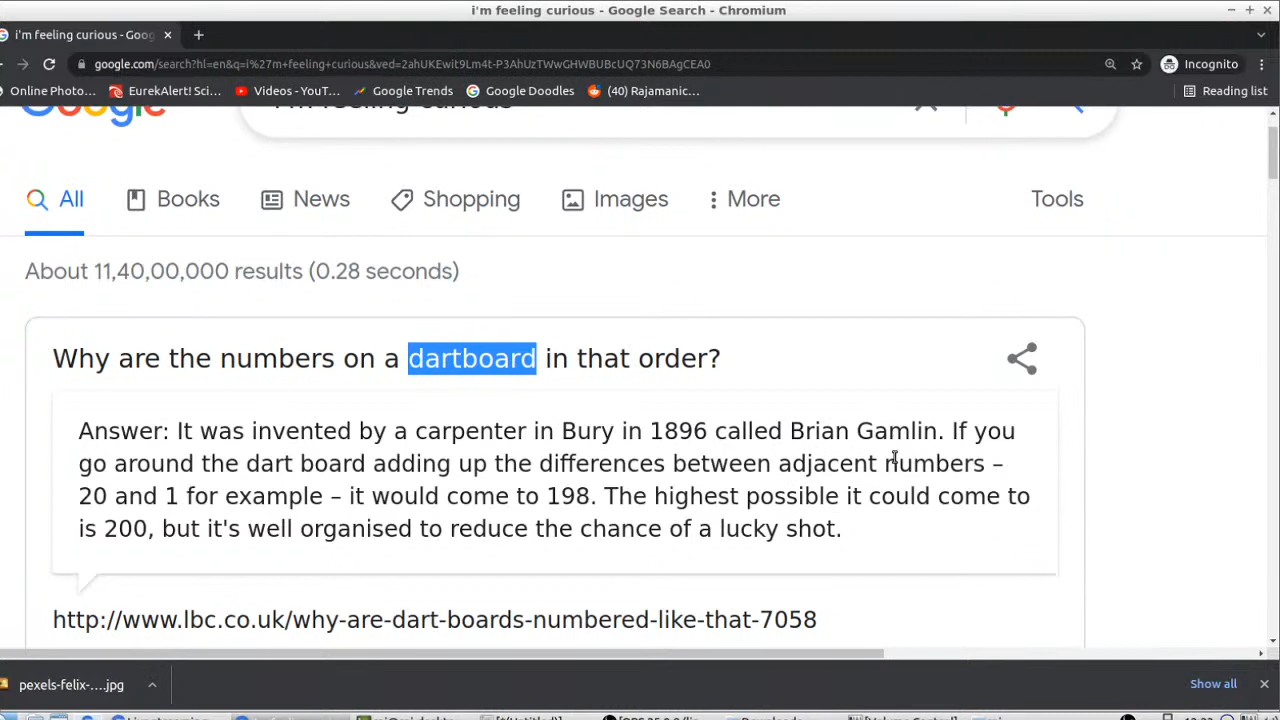 i'm feeling curious - Google Search - Chromium
i'm feeling curious - Goog
google.com/search?hl=en&q=i%27m+feeling+curious&ved=2ahUKEwit9Lm4t-P3AhUzTWwGHWBUBcUQ73N6BAgCEA0
Incognito
Online Photo… EurekAlert! Sci… Videos - YouT… Google Trends Google Doodles (40) Rajamanic… Reading list
Google i'm feeling curious
All Books News Shopping Images More Tools
About 11,40,00,000 results (0.28 seconds)
Why are the numbers on a dartboard in that order?
Answer: It was invented by a carpenter in Bury in 1896 called Brian Gamlin. If you
go around the dart board adding up the differences between adjacent numbers –
20 and 1 for example – it would come to 198. The highest possible it could come to
is 200, but it's well organised to reduce the chance of a lucky shot.
http://www.lbc.co.uk/why-are-dart-boards-numbered-like-that-7058
pexels-felix-....jpg Show all